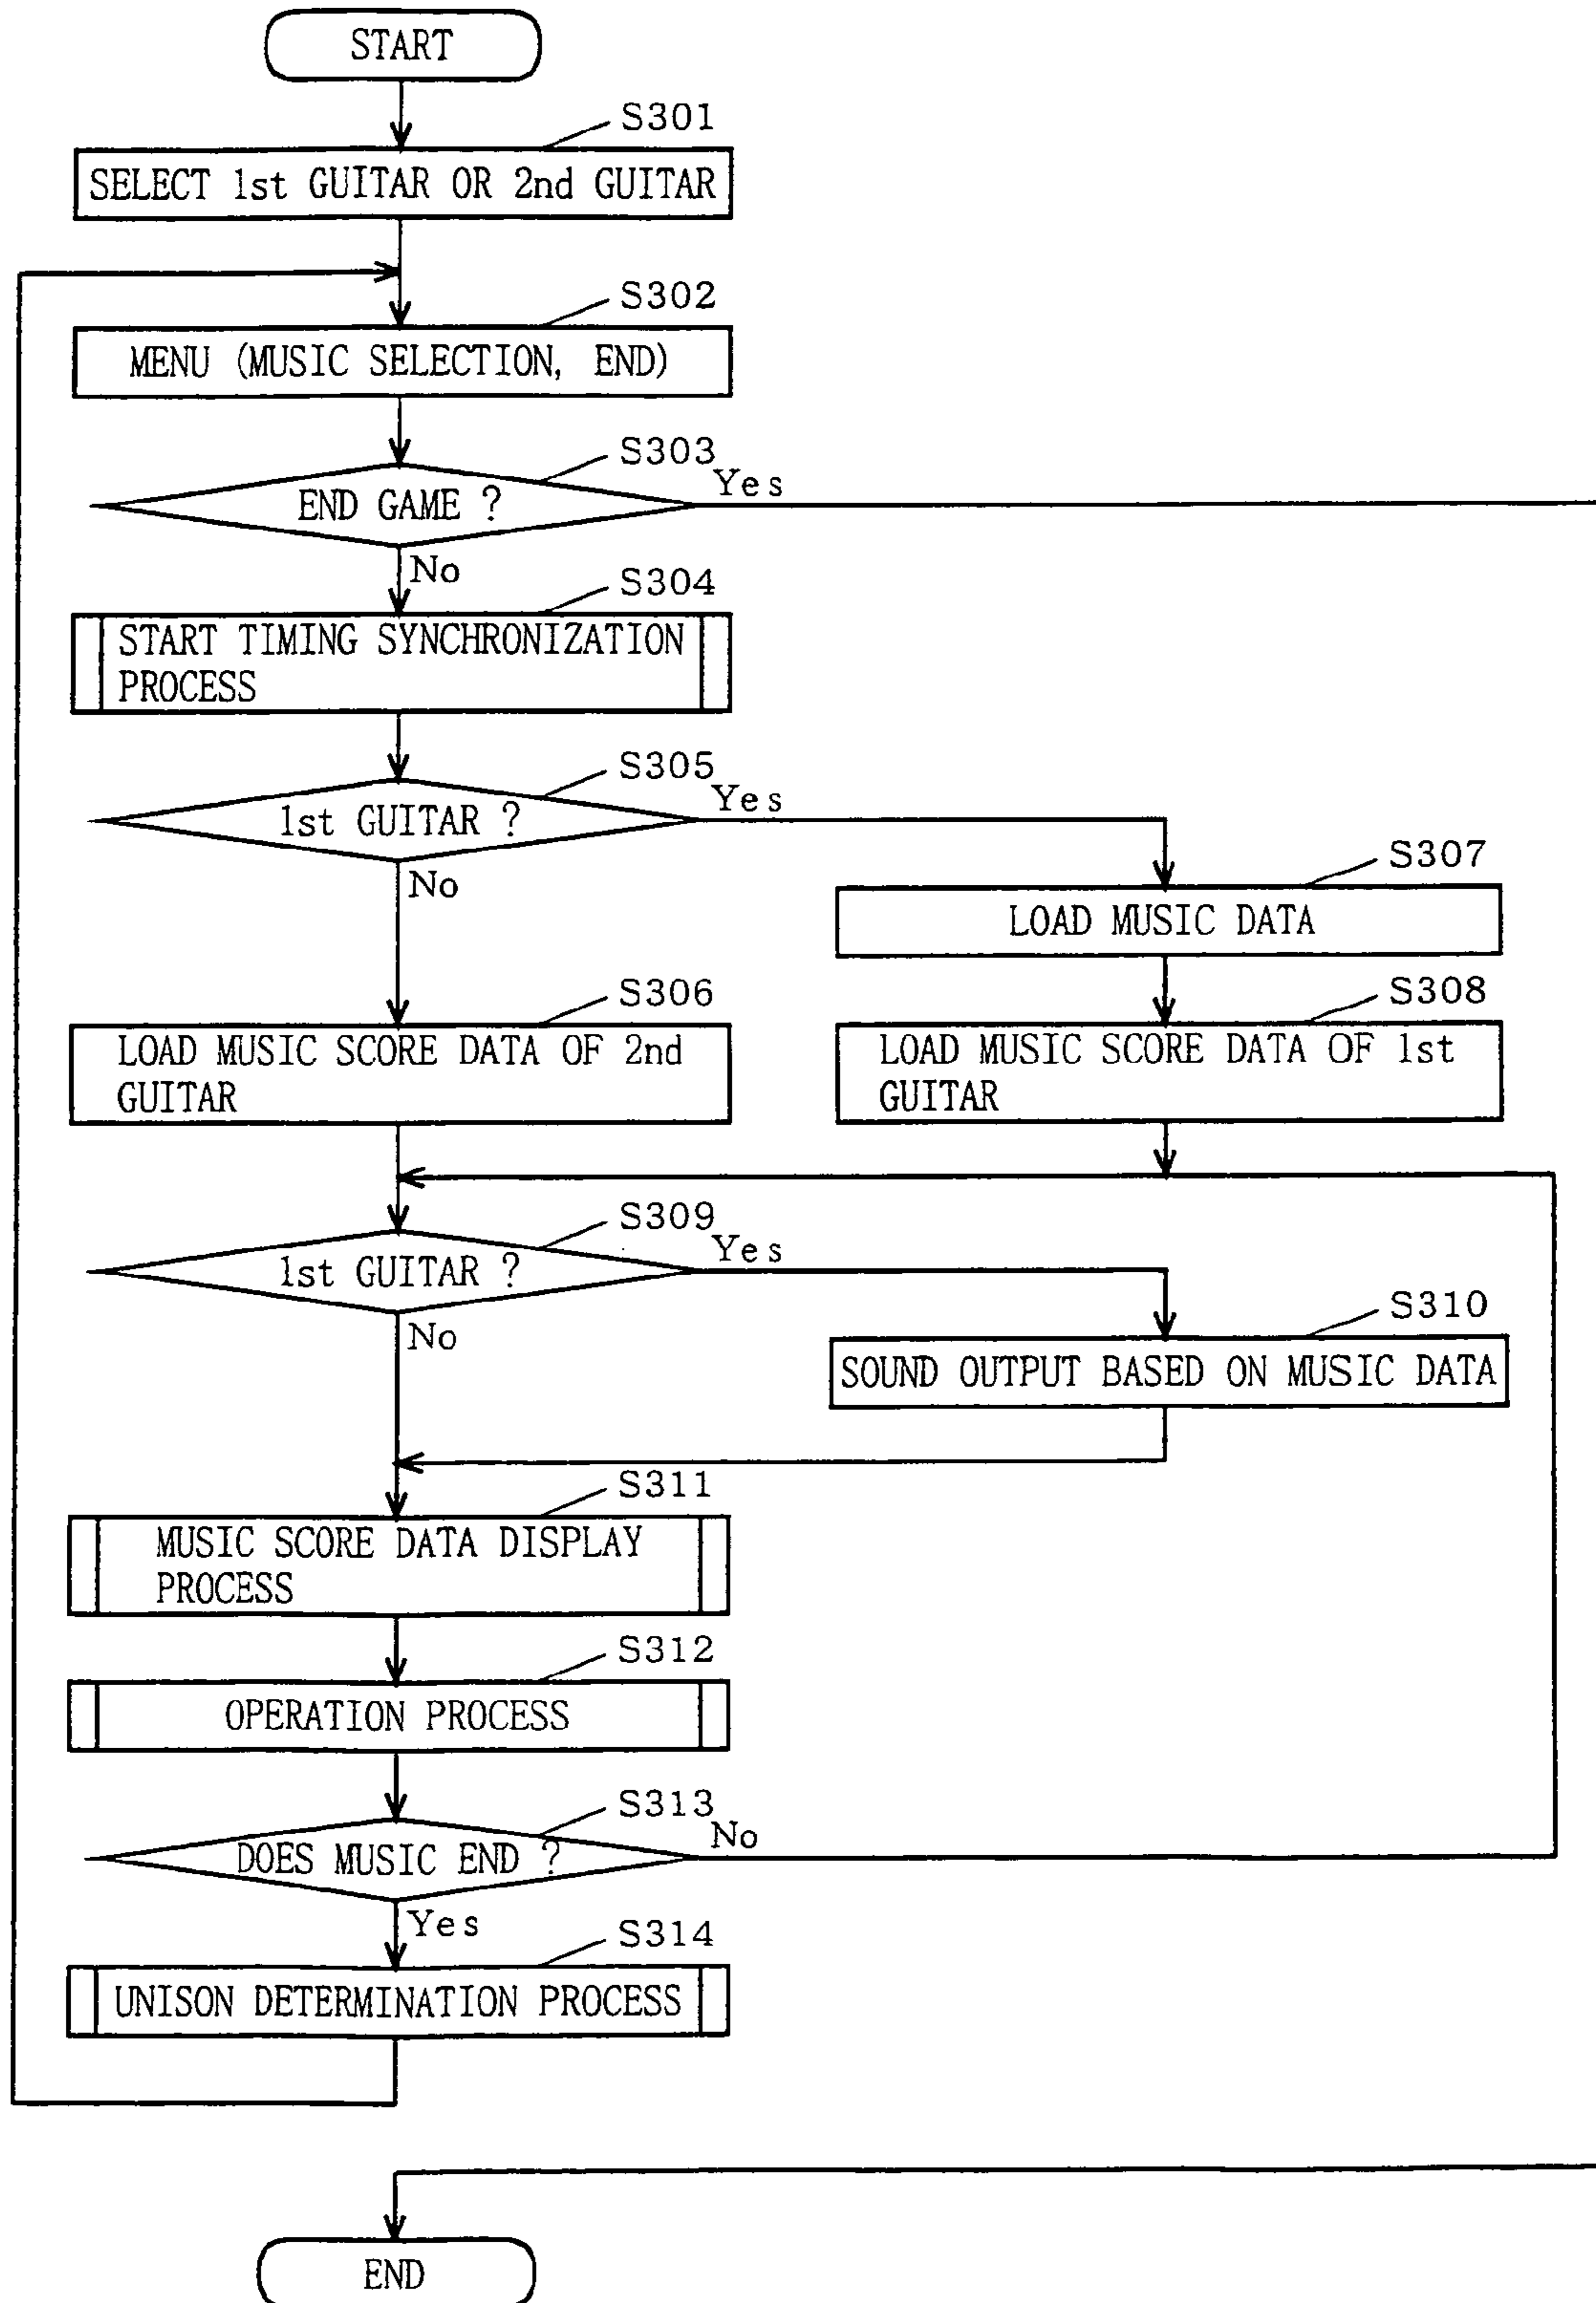 START
S301
SELECT 1st GUITAR OR 2nd GUITAR
S302
MENU (MUSIC SELECTION, END)
S303
Yes
END GAME ?
No
S304
START TIMING SYNCHRONIZATION
PROCESS
S305
Yes
1st GUITAR ?
No
S307
LOAD MUSIC DATA
S306
S308
LOAD MUSIC SCORE DATA OF 2nd
GUITAR
LOAD MUSIC SCORE DATA OF 1st
GUITAR
S309
Yes
1st GUITAR ?
No
S310
SOUND OUTPUT BASED ON MUSIC DATA
S311
MUSIC SCORE DATA DISPLAY
PROCESS
S312
OPERATION PROCESS
S313
No
DOES MUSIC END ?
Yes
S314
UNISON DETERMINATION PROCESS
END